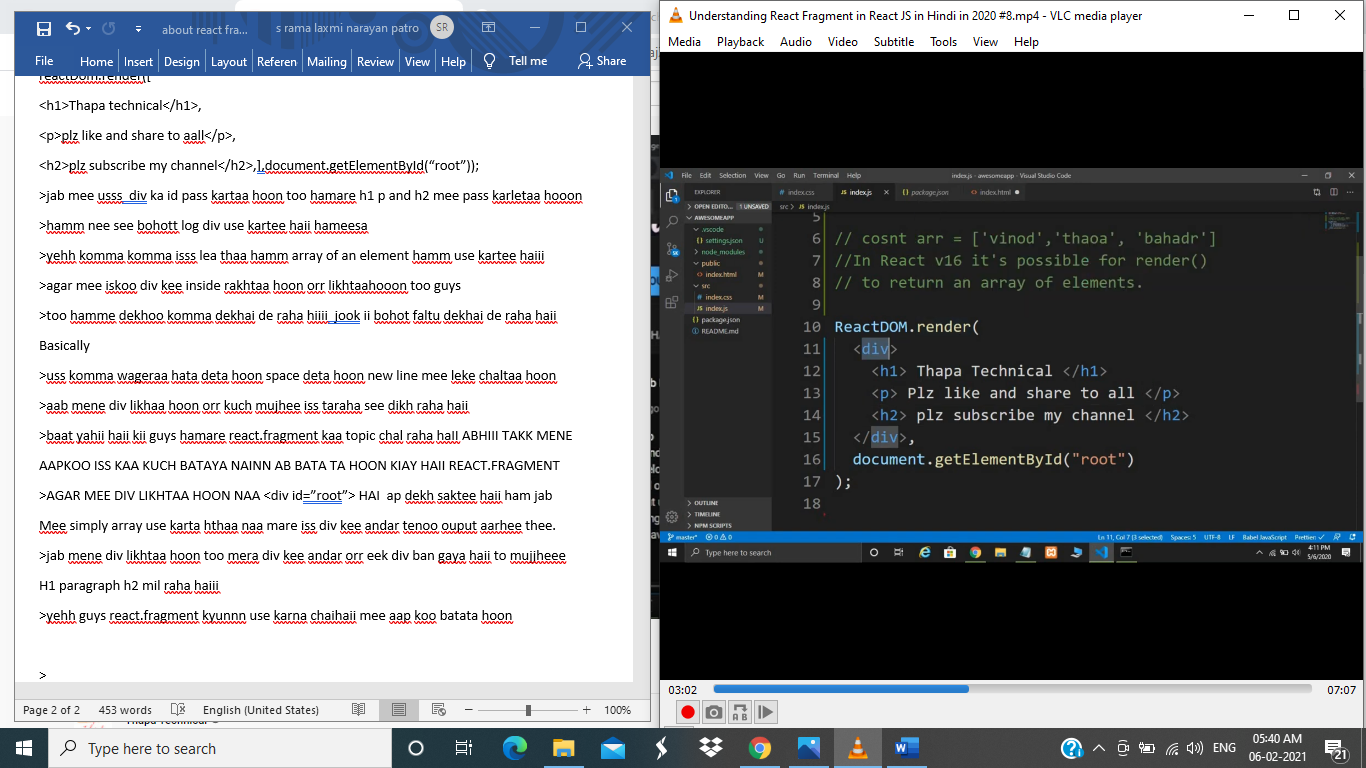 about react fra...
s rama laxmi narayan patro
SR
File Home Insert Design Layout Referen Mailing Review View Help Tell me Share
reactDom.render([
<h1>Thapa technical</h1>,
<p>plz like and share to aall</p>,
<h2>plz subscribe my channel</h2>,],document.getElementById(“root”));
>jab mee usss div ka id pass kartaa hoon too hamare h1 p and h2 mee pass karletaa hooon
>hamm nee see bohott log div use kartee haii hameesa
>yehh komma komma isss lea thaa hamm array of an element hamm use kartee haiii
>agar mee iskoo div kee inside rakhtaa hoon orr likhtaahooon too guys
>too hamme dekhoo komma dekhai de raha hiiii jook ii bohot faltu dekhai de raha haii
Basically
>uss komma wageraa hata deta hoon space deta hoon new line mee leke chaltaa hoon
>aab mene div likhaa hoon orr kuch mujhee iss taraha see dikh raha haii
>baat yahii haii kii guys hamare react.fragment kaa topic chal raha haII ABHIII TAKK MENE
AAPKOO ISS KAA KUCH BATAYA NAINN AB BATA TA HOON KIAY HAII REACT.FRAGMENT
>AGAR MEE DIV LIKHTAA HOON NAA <div id=”root”> HAI ap dekh saktee haii ham jab
Mee simply array use karta hthaa naa mare iss div kee andar tenoo ouput aarhee thee.
>jab mene div likhtaa hoon too mera div kee andar orr eek div ban gaya haii to mujjheee
H1 paragraph h2 mil raha haiii
>yehh guys react.fragment kyunnn use karna chaihaii mee aap koo batata hoon
>
Page 2 of 2 453 words English (United States) 100%
Understanding React Fragment in React JS in Hindi in 2020 #8.mp4 - VLC media player
Media Playback Audio Video Subtitle Tools View Help
File Edit Selection View Go Run Terminal Help index.js - awesomeapp - Visual Studio Code
EXPLORER
index.css index.js package.json index.html
OPEN EDITO... 1 UNSAVED
src > index.js
AWESOMEAPP
.vscode
settings.json U
node_modules
public
index.html M
src
index.css M
index.js M
package.json
README.md
OUTLINE
TIMELINE
NPM SCRIPTS
5
6 // cosnt arr = ['vinod','thaoa', 'bahadr']
7 //In React v16 it's possible for render()
8 // to return an array of elements.
9
10 ReactDOM.render(
11 <div>
12 <h1> Thapa Technical </h1>
13 <p> Plz like and share to all </p>
14 <h2> plz subscribe my channel </h2>
15 </div>,
16 document.getElementById("root")
17 );
18
master* 0 0 Ln 11, Col 7 (3 selected) Spaces: 5 UTF-8 LF Babel JavaScript Prettier: ✓
Type here to search
4:11 PM
5/6/2020
03:02 07:07
Type here to search
ENG
05:40 AM
06-02-2021
21